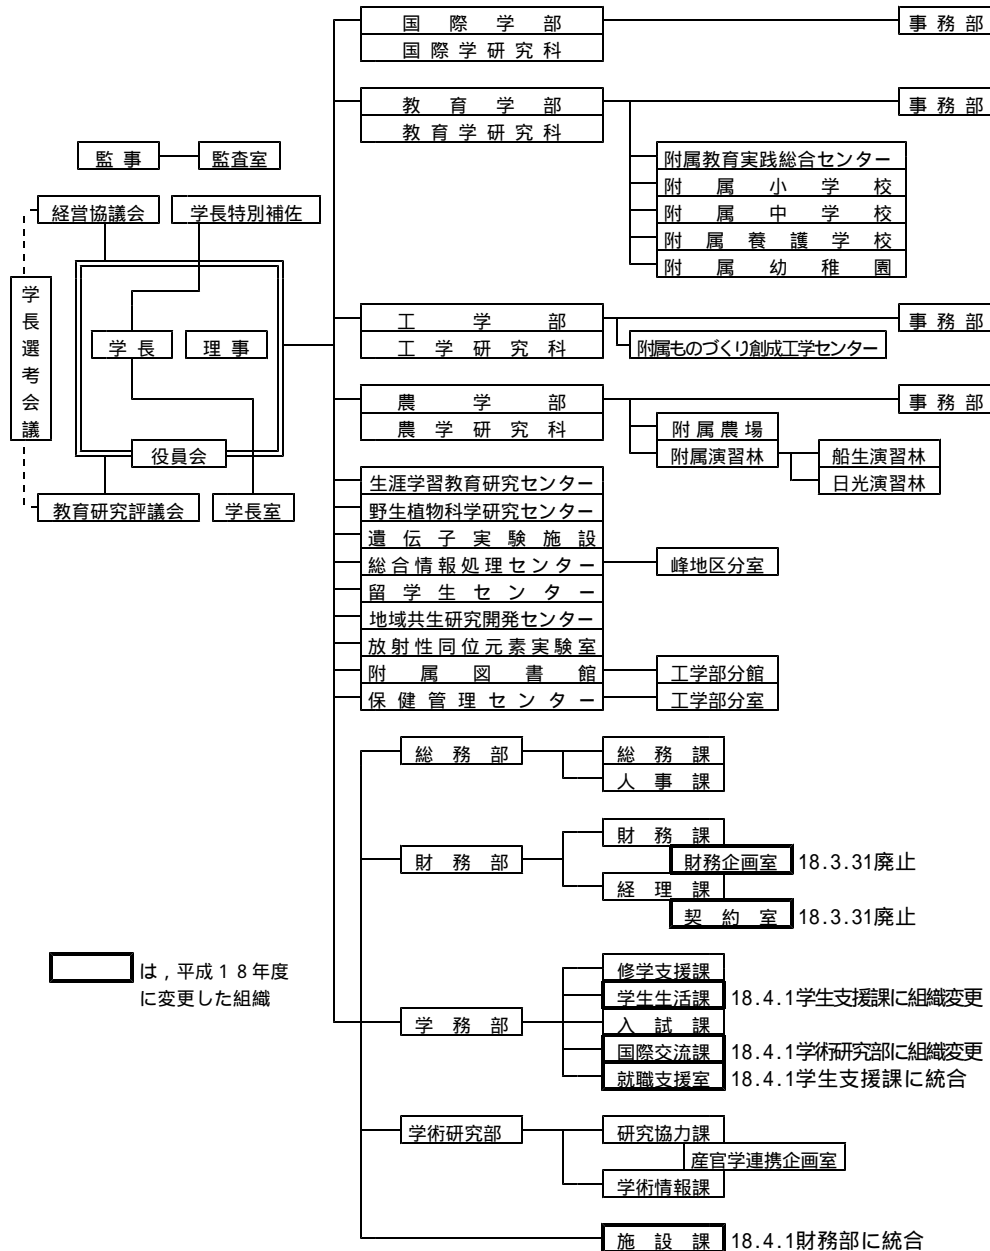 国際学部
事務部
国際学研究科
教育学部
事務部
教育学研究科
監事
監査室
附属教育実践総合センター
附属小学校
附属中学校
附属養護学校
附属幼稚園
経営協議会
学長特別補佐
学長選考会議
学長
理事
役員会
教育研究評議会
学長室
工学部
事務部
工学研究科
附属ものづくり創成工学センター
農学部
事務部
農学研究科
附属農場
附属演習林
船生演習林
日光演習林
生涯学習教育研究センター
野生植物科学研究センター
遺伝子実験施設
総合情報処理センター
峰地区分室
留学生センター
地域共生研究開発センター
放射性同位元素実験室
附属図書館
工学部分館
保健管理センター
工学部分室
総務部
総務課
人事課
財務部
財務課
財務企画室 18.3.31廃止
経理課
契約室 18.3.31廃止
は,平成18年度
に変更した組織
学務部
修学支援課
学生生活課 18.4.1学生支援課に組織変更
入試課
国際交流課 18.4.1学術研究部に組織変更
就職支援室 18.4.1学生支援課に統合
学術研究部
研究協力課
産官学連携企画室
学術情報課
施設課 18.4.1財務部に統合